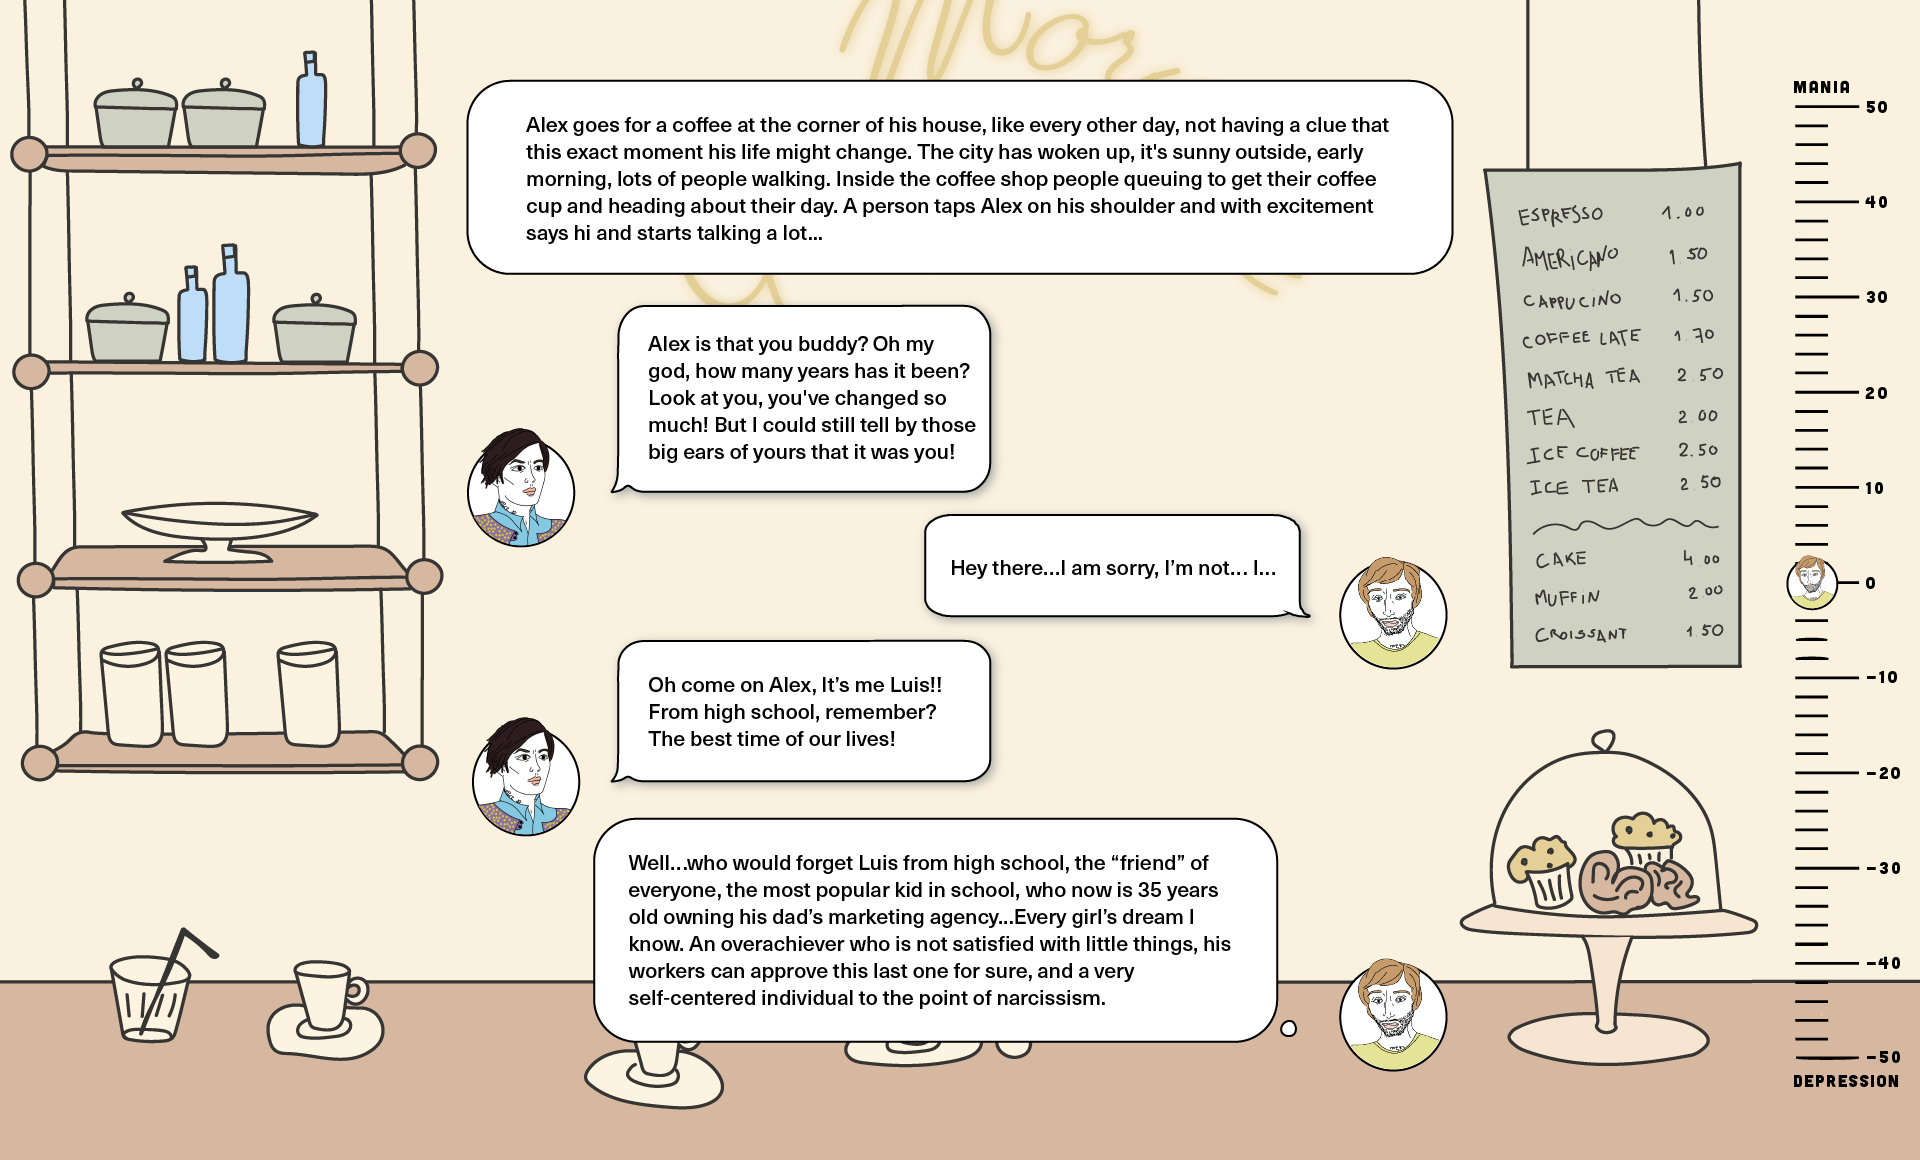 Mor
Alex goes for a coffee at the corner of his house, like every other day, not having a clue that
this exact moment his life might change. The city has woken up, it's sunny outside, early
morning, lots of people walking. Inside the coffee shop people queuing to get their coffee
cup and heading about their day. A person taps Alex on his shoulder and with excitement
says hi and starts talking a lot...
Alex is that you buddy? Oh my
god, how many years has it been?
Look at you, you've changed so
much! But I could still tell by those
big ears of yours that it was you!
Hey there...I am sorry, I'm not... I...
Oh come on Alex, It's me Luis!!
From high school, remember?
The best time of our lives!
Well...who would forget Luis from high school, the “friend” of
everyone, the most popular kid in school, who now is 35 years
old owning his dad's marketing agency...Every girl's dream I
know. An overachiever who is not satisfied with little things, his
workers can approve this last one for sure, and a very
self-centered individual to the point of narcissism.
ESPRESSO 1.00
AMERICANO 1 50
CAPPUCINO 1.50
COFFEE LATE 1 70
MATCHA TEA 2 50
TEA 2 00
ICE COFFEE 2.50
ICE TEA 2 50
CAKE 4 00
MUFFIN 2 00
CROISSANT 1 50
MANIA
50
40
30
20
10
0
-10
-20
-30
-40
-50
DEPRESSION